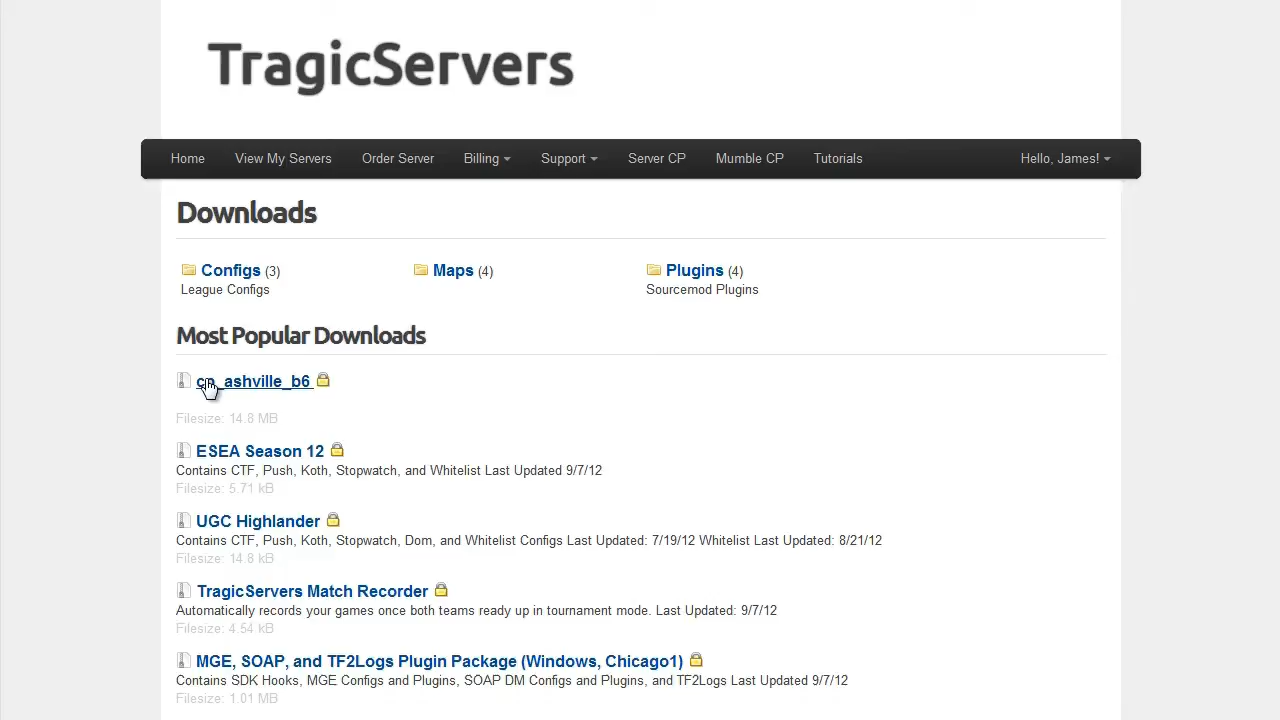 TragicServers
Home View My Servers Order Server Billing Support Server CP Mumble CP Tutorials Hello, James!
Downloads
Configs (3) Maps (4) Plugins (4)
League Configs Sourcemod Plugins
Most Popular Downloads
cp_ashville_b6
Filesize: 14.8 MB
ESEA Season 12
Contains CTF, Push, Koth, Stopwatch, and Whitelist Last Updated 9/7/12
Filesize: 5.71 kB
UGC Highlander
Contains CTF, Push, Koth, Stopwatch, Dom, and Whitelist Configs Last Updated: 7/19/12 Whitelist Last Updated: 8/21/12
Filesize: 14.8 kB
TragicServers Match Recorder
Automatically records your games once both teams ready up in tournament mode. Last Updated: 9/7/12
Filesize: 4.54 kB
MGE, SOAP, and TF2Logs Plugin Package (Windows, Chicago1)
Contains SDK Hooks, MGE Configs and Plugins, SOAP DM Configs and Plugins, and TF2Logs Last Updated 9/7/12
Filesize: 1.01 MB